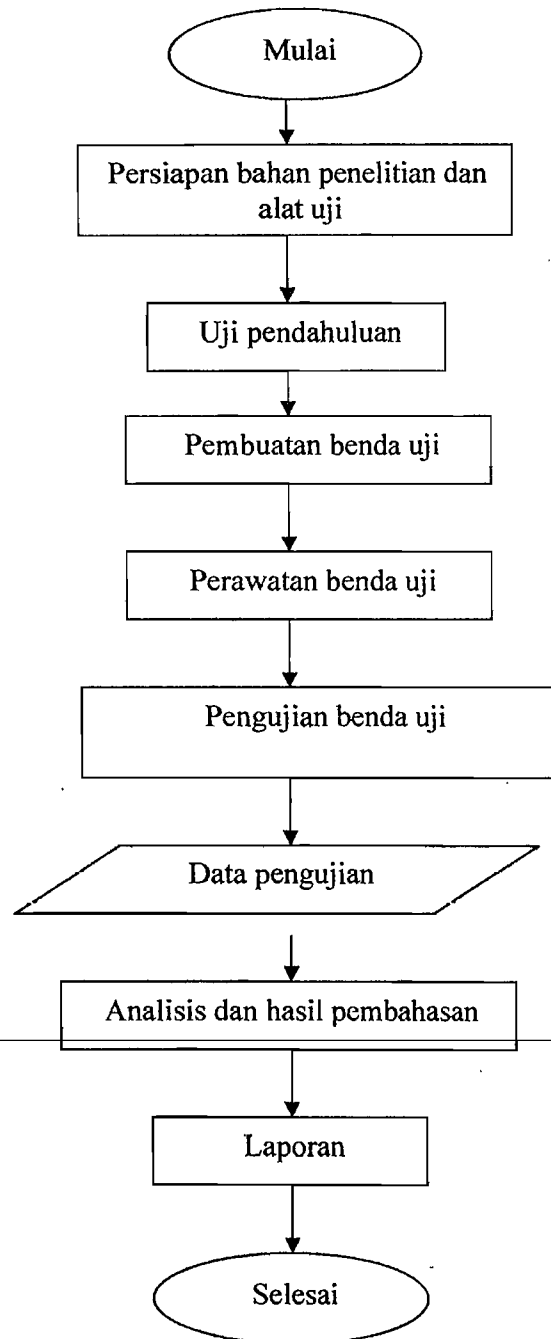 Mulai
Persiapan bahan penelitian dan
alat uji
Uji pendahuluan
Pembuatan benda uji
Perawatan benda uji
Pengujian benda uji
Data pengujian
Analisis dan hasil pembahasan
Laporan
Selesai